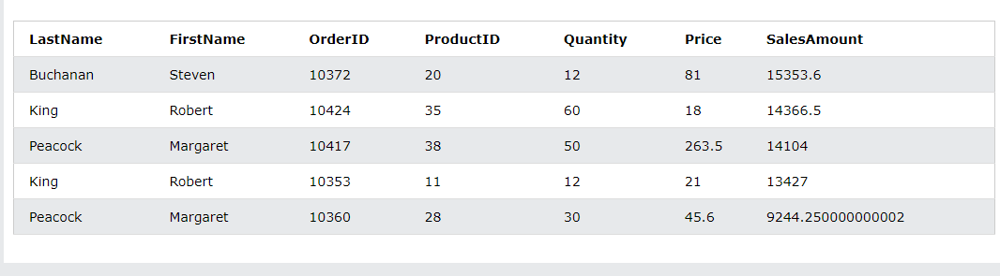 LastName FirstName OrderID ProductID Quantity Price SalesAmount
Buchanan Steven 10372 20 12 81 15353.6
King Robert 10424 35 60 18 14366.5
Peacock Margaret 10417 38 50 263.5 14104
King Robert 10353 11 12 21 13427
Peacock Margaret 10360 28 30 45.6 9244.250000000002